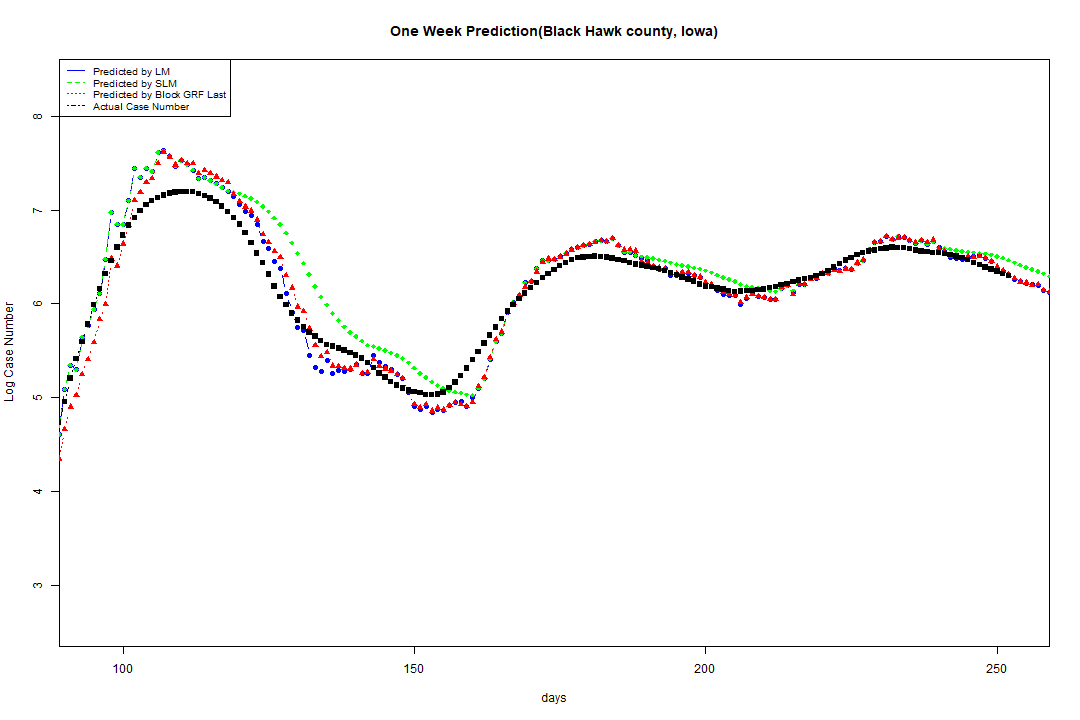 One Week Prediction(Black Hawk county, Iowa)
Predicted by LM
Predicted by SLM
Predicted by Block GRF Last
Actual Case Number
8
7
6
5
4
3
Log Case Number
100
150
200
250
days